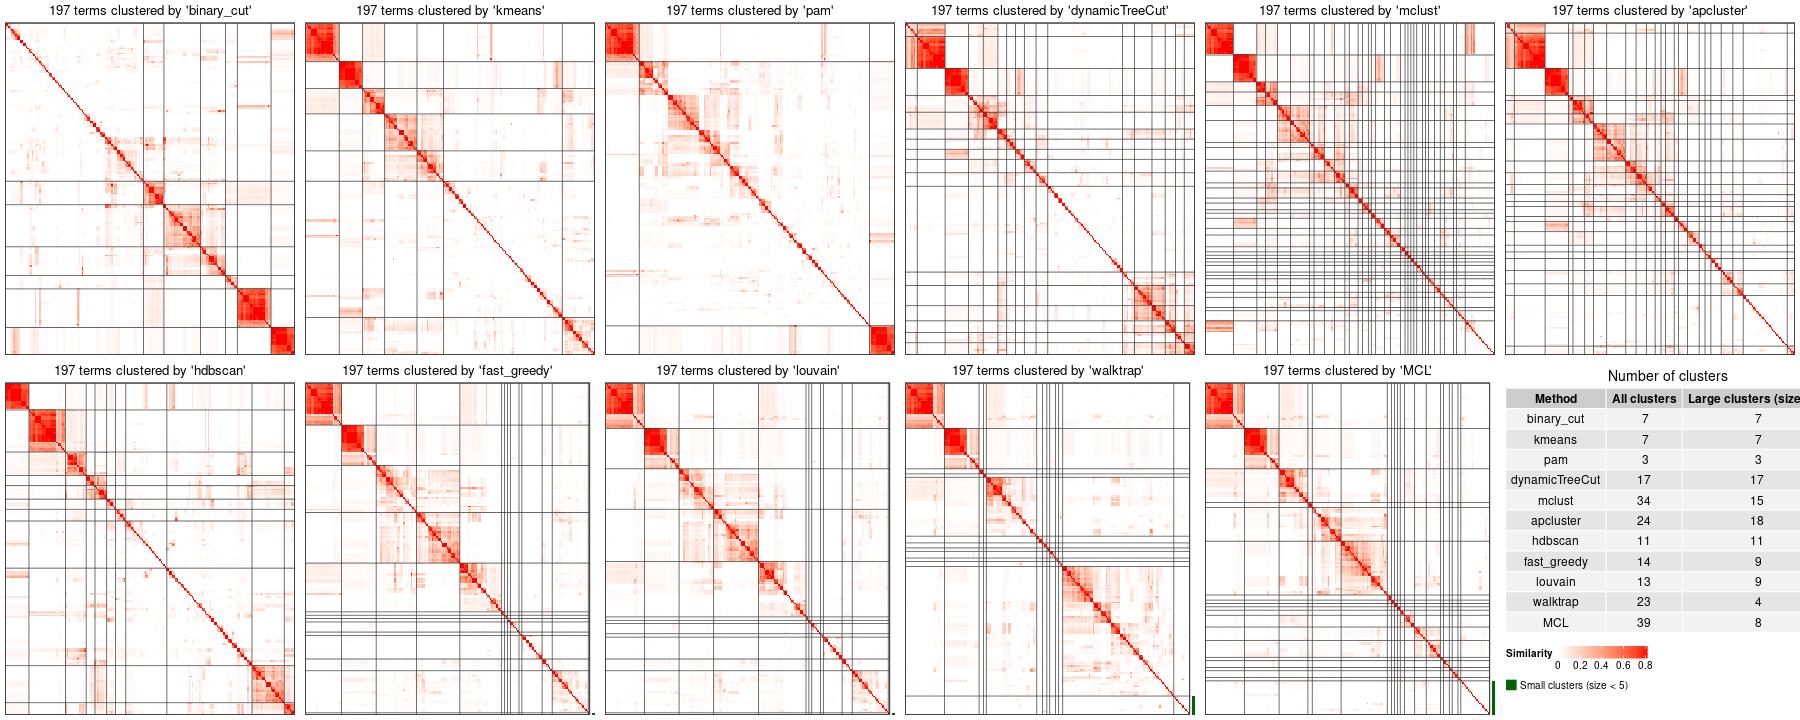 197 terms clustered by 'binary_cut'
197 terms clustered by 'kmeans'
197 terms clustered by 'pam'
197 terms clustered by 'dynamicTreeCut'
197 terms clustered by 'mclust'
197 terms clustered by 'apcluster'
197 terms clustered by 'hdbscan'
197 terms clustered by 'fast_greedy'
197 terms clustered by 'louvain'
197 terms clustered by 'walktrap'
197 terms clustered by 'MCL'
Number of clusters
Method All clusters Large clusters (size
binary_cut 7 7
kmeans 7 7
pam 3 3
dynamicTreeCut 17 17
mclust 34 15
apcluster 24 18
hdbscan 11 11
fast_greedy 14 9
louvain 13 9
walktrap 23 4
MCL 39 8
Similarity
0 0.2 0.4 0.6 0.8
Small clusters (size < 5)